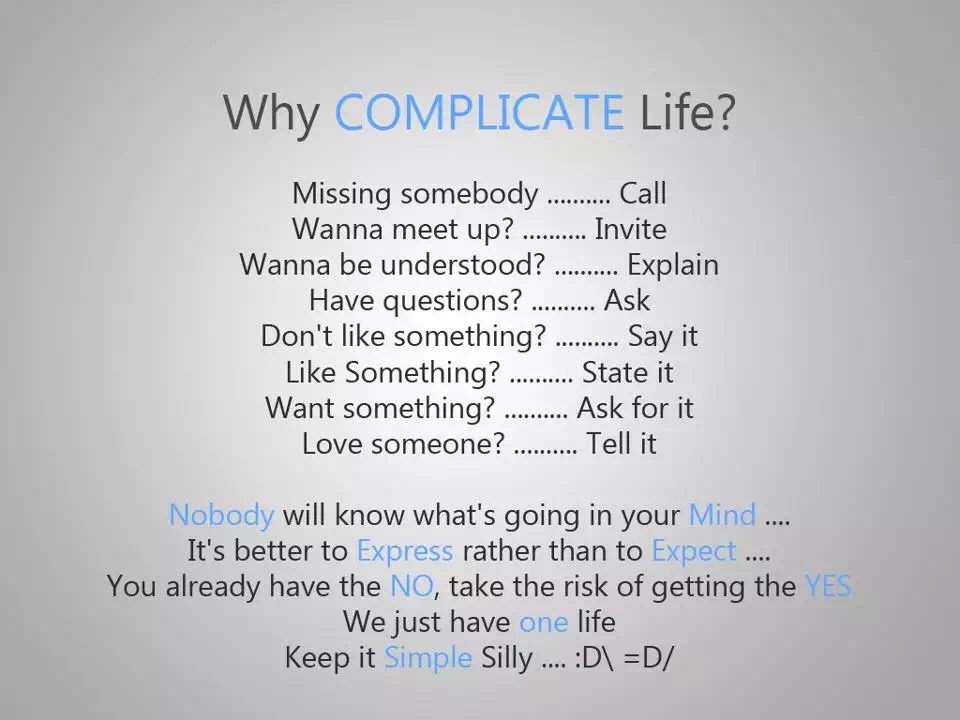 Why COMPLICATE Life?
Missing somebody .......... Call
Wanna meet up? .......... Invite
Wanna be understood? .......... Explain
Have questions? .......... Ask
Don't like something? .......... Say it
Like Something? .......... State it
Want something? .......... Ask for it
Love someone? .......... Tell it
Nobody will know what's going in your Mind ....
It's better to Express rather than to Expect ....
You already have the NO, take the risk of getting the YES
We just have one life
Keep it Simple Silly .... :D\ =D/